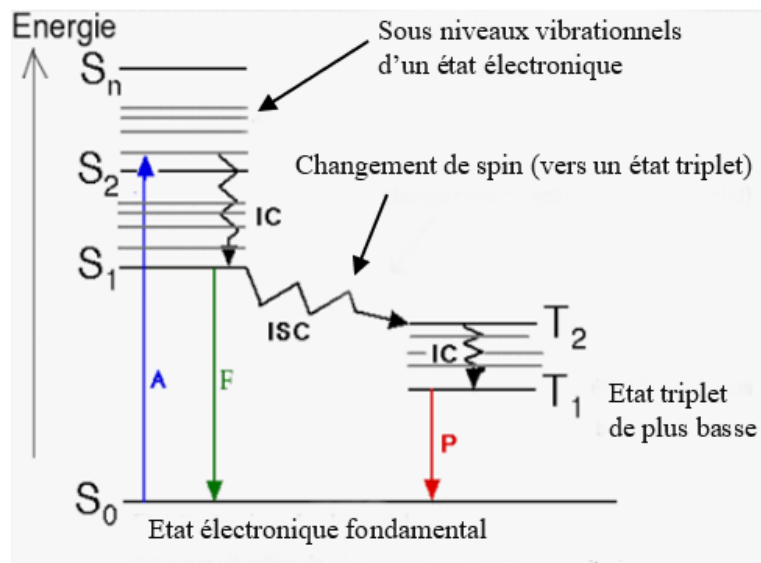 Energie
Sous niveaux vibrationnels
d'un état électronique
Sn
Changement de spin (vers un état triplet)
S2
IC
S1
ISC
T2
IC
T1
A
F
Etat triplet
de plus basse
P
S0
Etat électronique fondamental